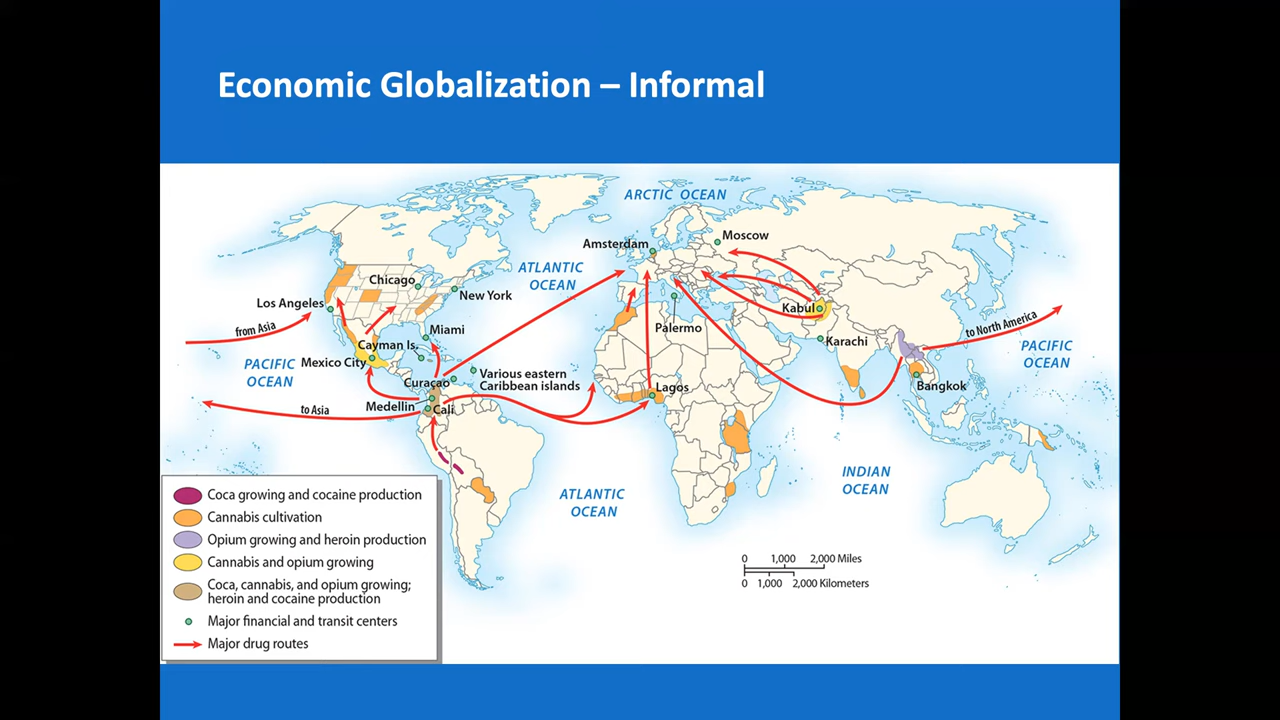 Economic Globalization – Informal
ARCTIC OCEAN
Moscow
Amsterdam
ATLANTIC
OCEAN
Chicago
New York
Los Angeles
from Asia
Kabul
to North America
Palermo
Miami
Karachi
Cayman Is.
PACIFIC
OCEAN
Mexico City
PACIFIC
OCEAN
Various eastern
Caribbean islands
Curaçao
Lagos
Bangkok
Medellin
Cali
to Asia
INDIAN
OCEAN
ATLANTIC
OCEAN
Coca growing and cocaine production
Cannabis cultivation
Opium growing and heroin production
Cannabis and opium growing
Coca, cannabis, and opium growing;
heroin and cocaine production
Major financial and transit centers
Major drug routes
0 1,000 2,000 Miles
0 1,000 2,000 Kilometers